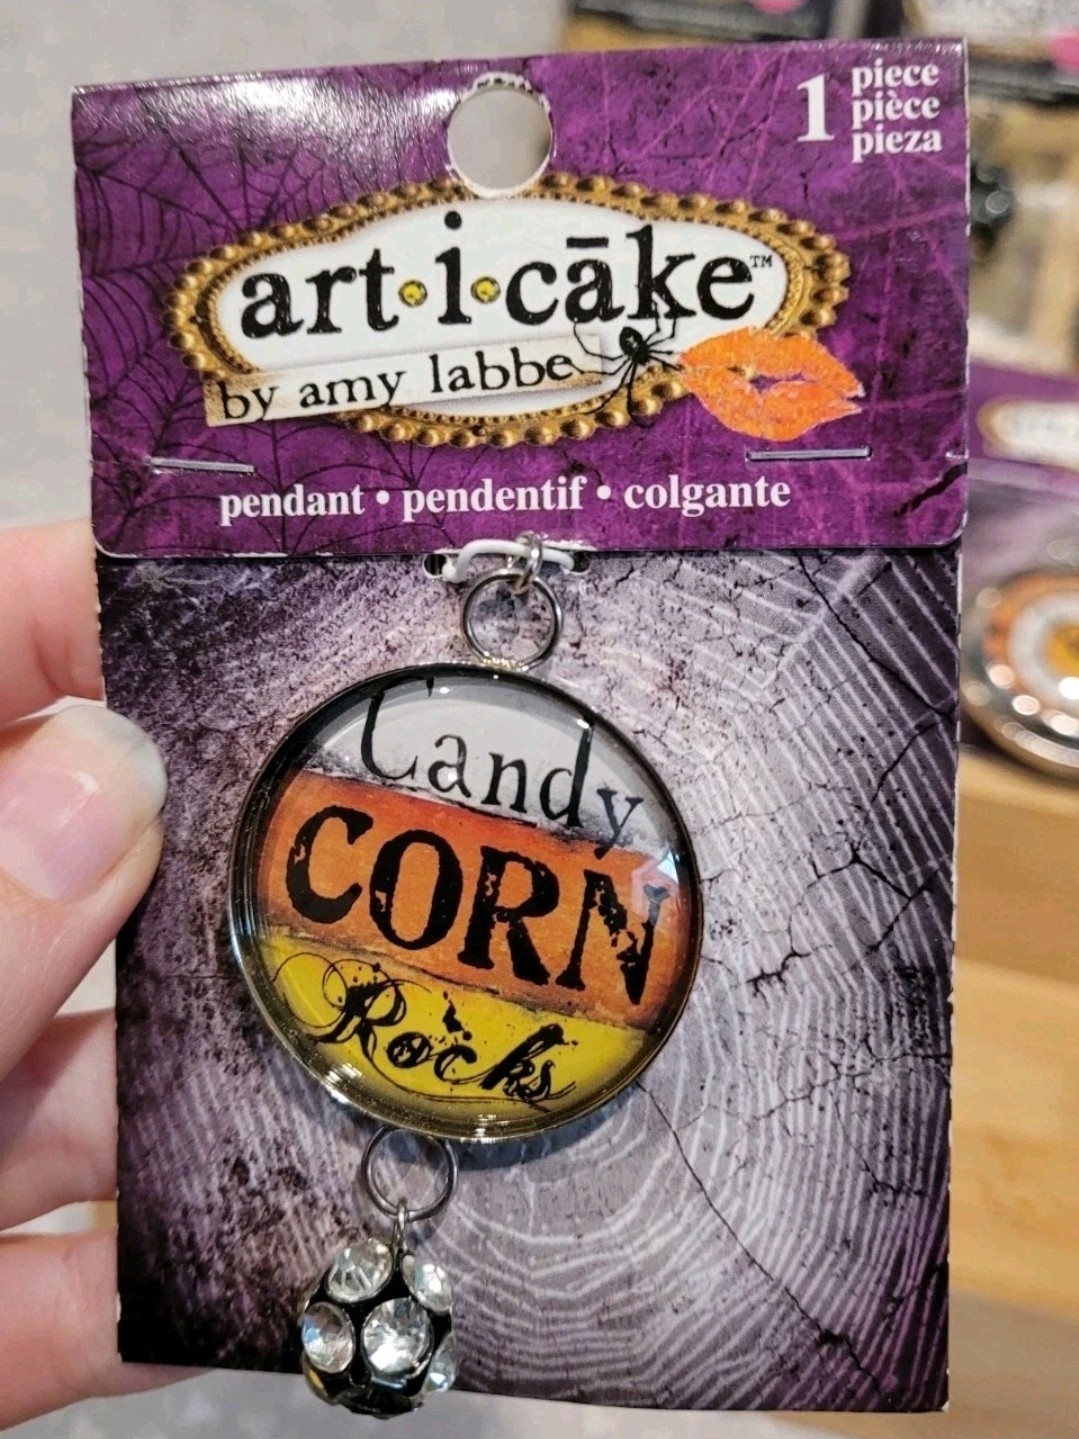 1 piece
pièce
pieza
art•i•cāke™
by amy labbe
pendant • pendentif • colgante
Candy
CORN
Rocks